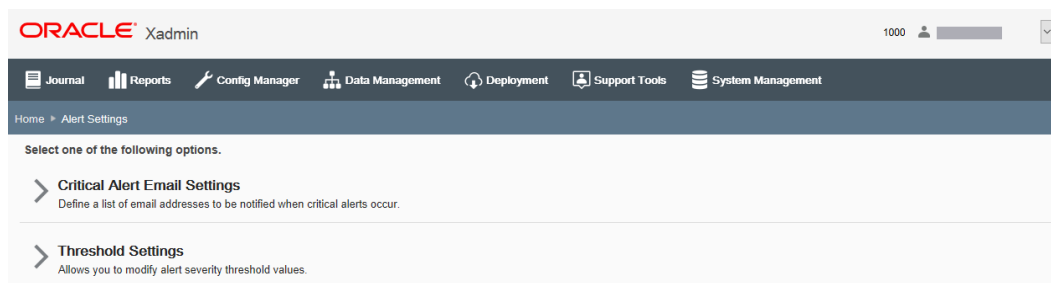 ORACLE Xadmin 1000
Journal Reports Config Manager Data Management Deployment Support Tools System Management
Home Alert Settings
Select one of the following options.
Critical Alert Email Settings
Define a list of email addresses to be notified when critical alerts occur.
Threshold Settings
Allows you to modify alert severity threshold values.